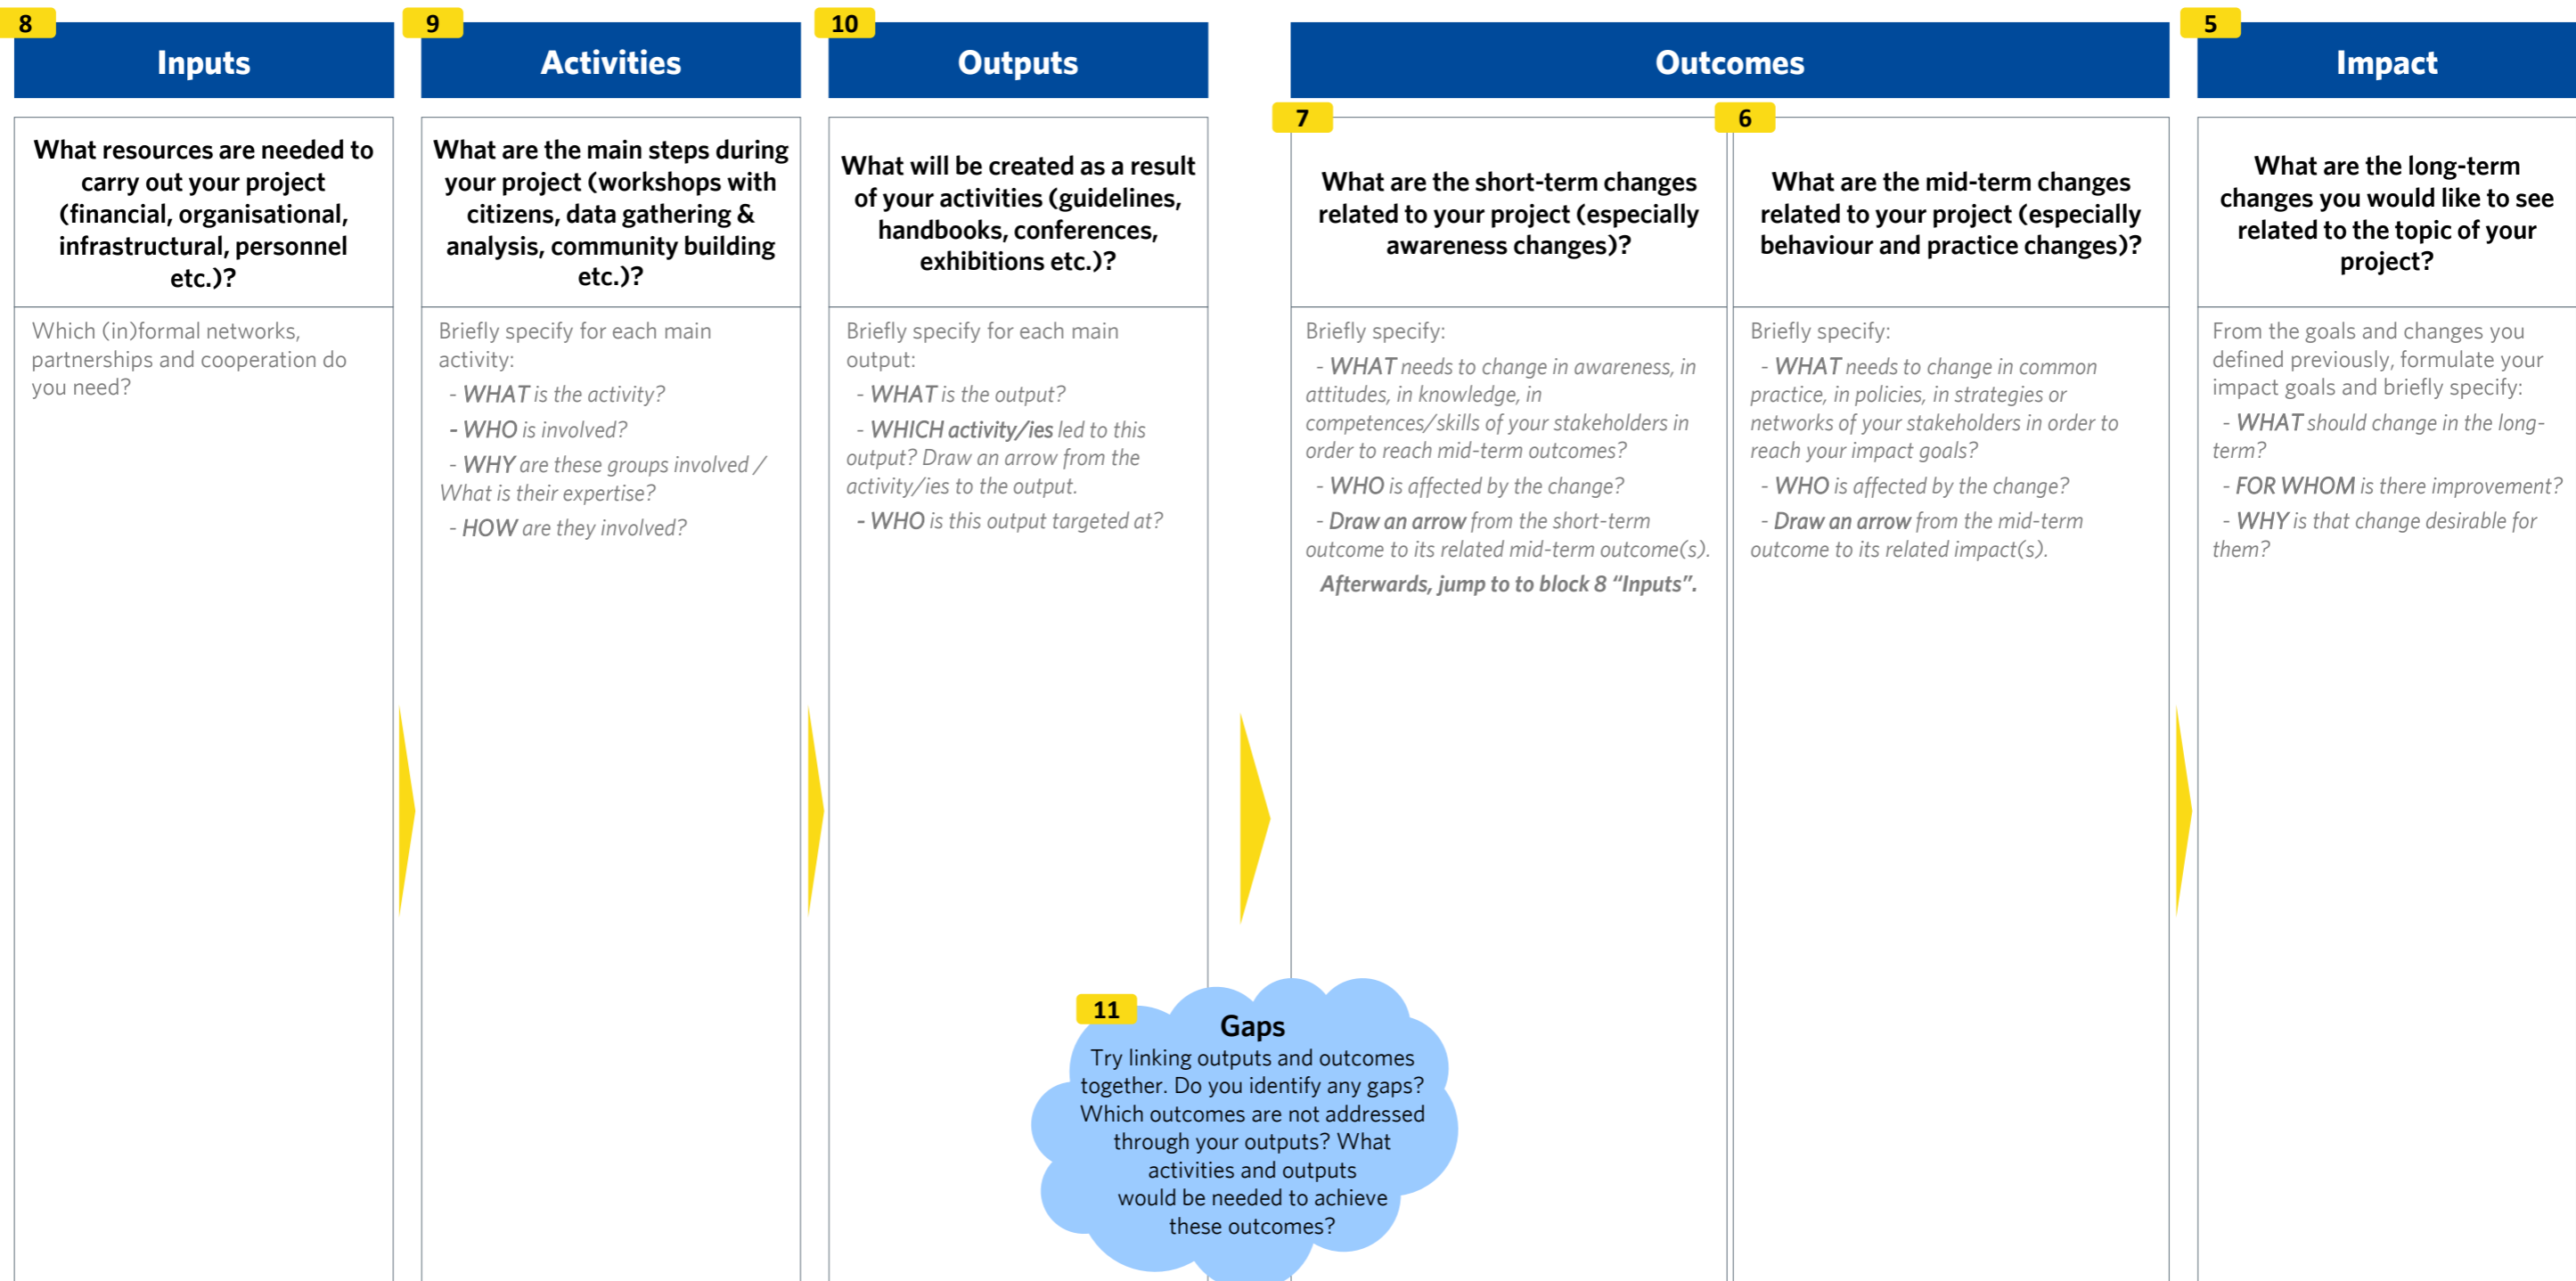 8
Inputs
What resources are needed to
carry out your project
(financial, organisational,
infrastructural, personnel
etc.)?
Which (in)formal networks,
partnerships and cooperation do
you need?
9
Activities
What are the main steps during
your project (workshops with
citizens, data gathering &
analysis, community building
etc.)?
Briefly specify for each main
activity:
- WHAT is the activity?
- WHO is involved?
- WHY are these groups involved /
What is their expertise?
- HOW are they involved?
10
Outputs
What will be created as a result
of your activities (guidelines,
handbooks, conferences,
exhibitions etc.)?
Briefly specify for each main
output:
- WHAT is the output?
- WHICH activity/ies led to this
output? Draw an arrow from the
activity/ies to the output.
- WHO is this output targeted at?
Outcomes
7
What are the short-term changes
related to your project (especially
awareness changes)?
Briefly specify:
- WHAT needs to change in awareness, in
attitudes, in knowledge, in
competences/skills of your stakeholders in
order to reach mid-term outcomes?
- WHO is affected by the change?
- Draw an arrow from the short-term
outcome to its related mid-term outcome(s).
Afterwards, jump to to block 8 “Inputs”.
6
What are the mid-term changes
related to your project (especially
behaviour and practice changes)?
Briefly specify:
- WHAT needs to change in common
practice, in policies, in strategies or
networks of your stakeholders in order to
reach your impact goals?
- WHO is affected by the change?
- Draw an arrow from the mid-term
outcome to its related impact(s).
5
Impact
What are the long-term
changes you would like to see
related to the topic of your
project?
From the goals and changes you
defined previously, formulate your
impact goals and briefly specify:
- WHAT should change in the long-
term?
- FOR WHOM is there improvement?
- WHY is that change desirable for
them?
11
Gaps
Try linking outputs and outcomes
together. Do you identify any gaps?
Which outcomes are not addressed
through your outputs? What
activities and outputs
would be needed to achieve
these outcomes?